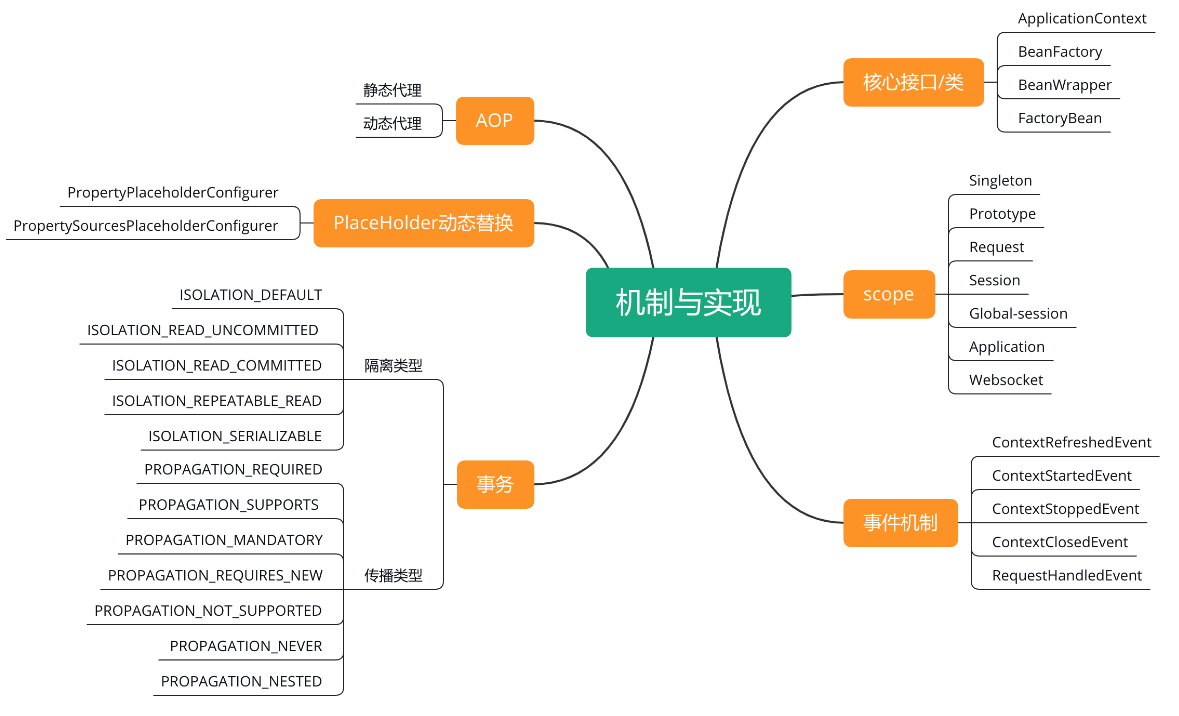 机制与实现
核心接口/类
ApplicationContext
BeanFactory
BeanWrapper
FactoryBean
scope
Singleton
Prototype
Request
Session
Global-session
Application
Websocket
事件机制
ContextRefreshedEvent
ContextStartedEvent
ContextStoppedEvent
ContextClosedEvent
RequestHandledEvent
AOP
静态代理
动态代理
PlaceHolder动态替换
PropertyPlaceholderConfigurer
PropertySourcesPlaceholderConfigurer
事务
隔离类型
ISOLATION_DEFAULT
ISOLATION_READ_UNCOMMITTED
ISOLATION_READ_COMMITTED
ISOLATION_REPEATABLE_READ
ISOLATION_SERIALIZABLE
传播类型
PROPAGATION_REQUIRED
PROPAGATION_SUPPORTS
PROPAGATION_MANDATORY
PROPAGATION_REQUIRES_NEW
PROPAGATION_NOT_SUPPORTED
PROPAGATION_NEVER
PROPAGATION_NESTED